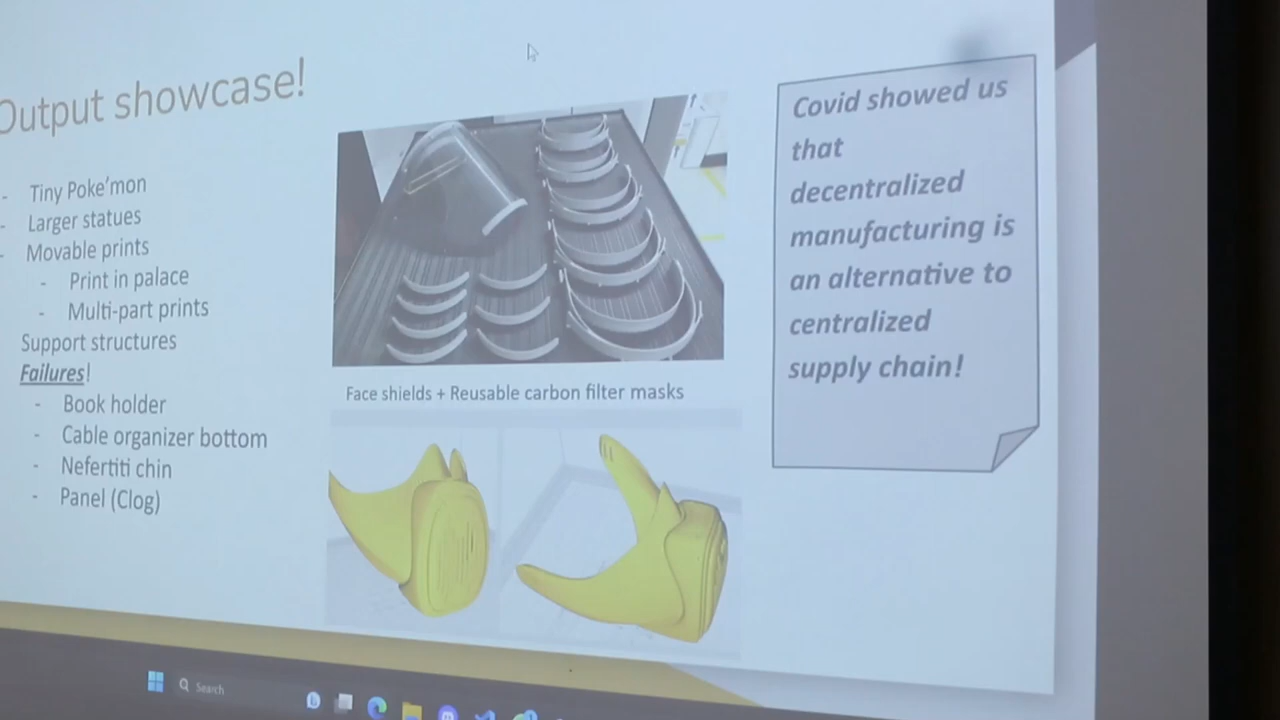 Output showcase!
- Tiny Poke'mon
- Larger statues
- Movable prints
- Print in palace
- Multi-part prints
Support structures
Failures!
- Book holder
- Cable organizer bottom
- Nefertiti chin
- Panel (Clog)
Face shields + Reusable carbon filter masks
Covid showed us
that
decentralized
manufacturing is
an alternative to
centralized
supply chain!
Search